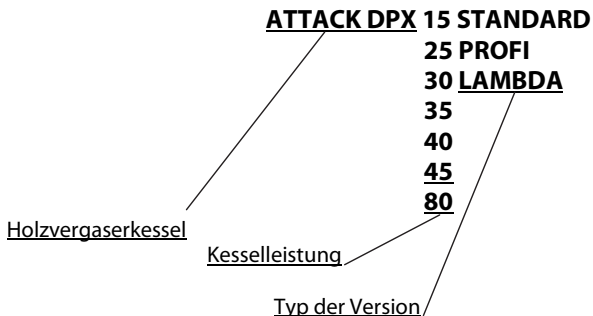 ATTACK DPX 15 STANDARD
25 PROFI
30 LAMBDA
35
40
45
80
Holzvergaserkessel
Kesselleistung
Typ der Version